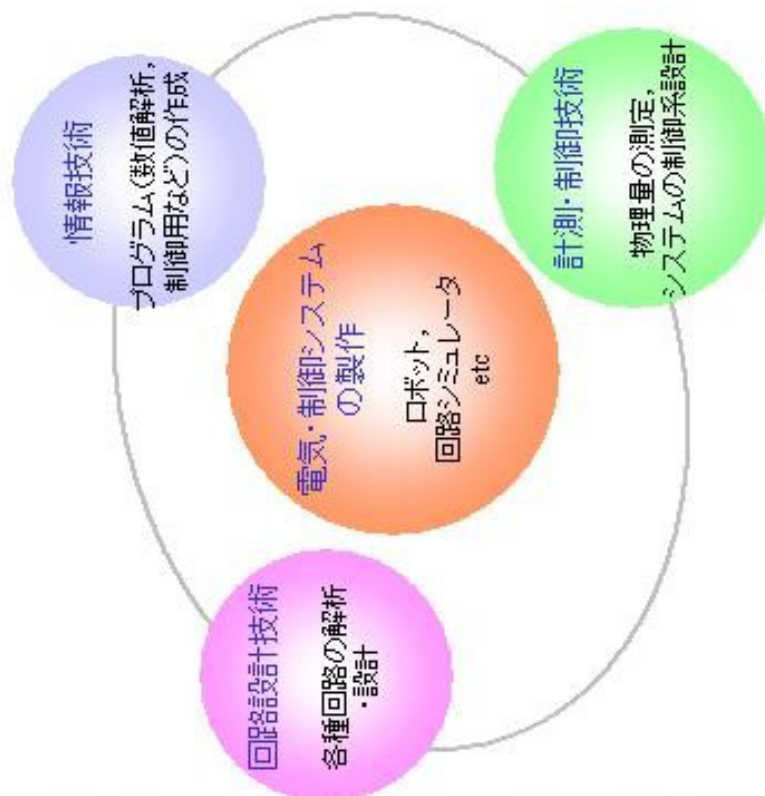 情報技術
プログラム(数値解析,
制御用など)の作成
計測・制御技術
物理量の測定,
システムの制御系設計
電気・制御システム
の製作
ロボット,
回路シミュレータ
etc
回路設計技術
各種回路の解析
・設計